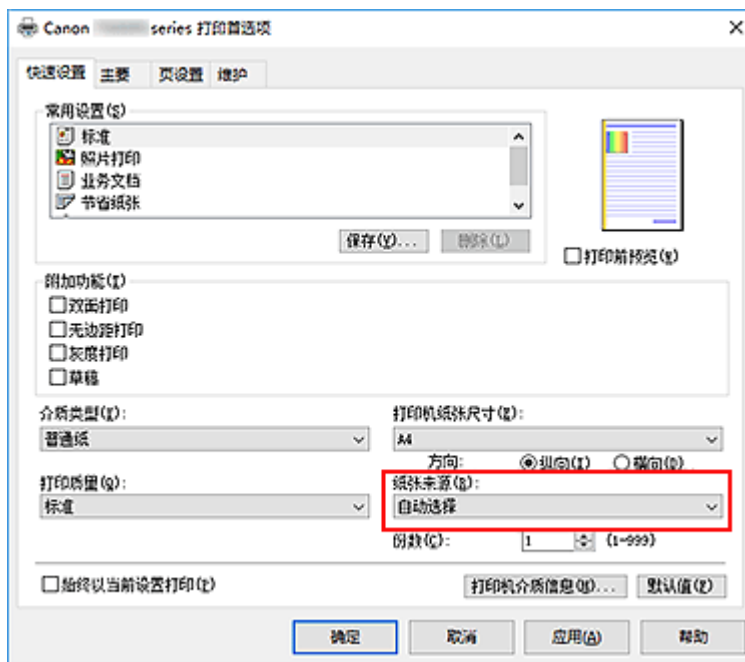 Canon series 打印首选项
快速设置 主要 页设置 维护
常用设置(S)
标准
照片打印
业务文档
节省纸张
保存(V)... 删除(L)
打印前预览(W)
附加功能(T)
双面打印
无边距打印
灰度打印
草稿
介质类型(Y): 打印机纸张尺寸(Z):
普通纸 A4
方向: 纵向(I) 横向(D)
打印质量(Q): 纸张来源(B):
标准 自动选择
份数(C): 1 (1-999)
始终以当前设置打印(P)
打印机介质信息(M)... 默认值(F)
确定 取消 应用(A) 帮助